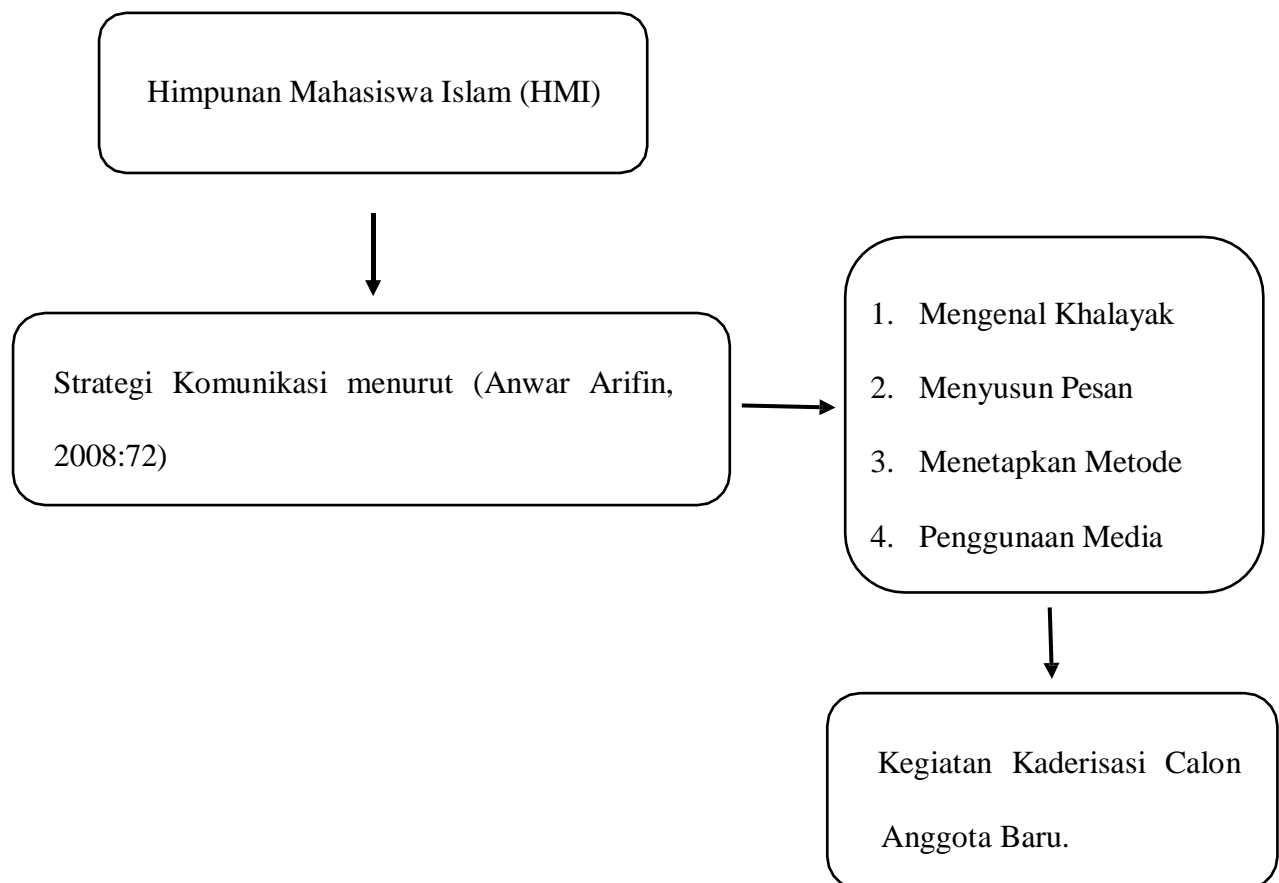 Himpunan Mahasiswa Islam (HMI)
Strategi Komunikasi menurut (Anwar Arifin,
2008:72)
1. Mengenal Khalayak
2. Menyusun Pesan
3. Menetapkan Metode
4. Penggunaan Media
Kegiatan Kaderisasi Calon
Anggota Baru.